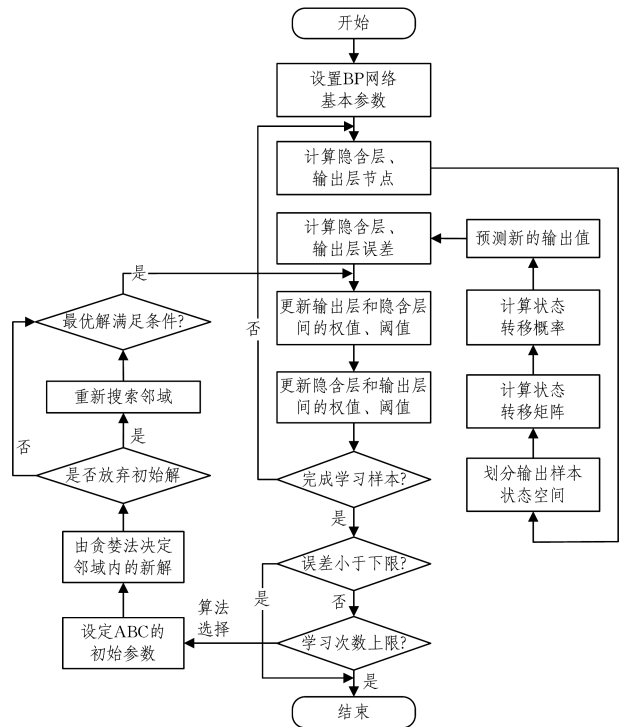 开始
设置BP网络
基本参数
计算隐含层、
输出层节点
计算隐含层、
输出层误差
预测新的输出值
是
最优解满足条件?
更新输出层和隐含层
间的权值、阈值
计算状态
转移概率
否
重新搜索邻域
更新隐含层和输出层
间的权值、阈值
计算状态
转移矩阵
是
否
是否放弃初始解
完成学习样本?
划分输出样本
状态空间
是
由贪婪法决定
邻域内的新解
误差小于下限?
是
否
算法
选择
设定ABC的
初始参数
学习次数上限?
是
结束